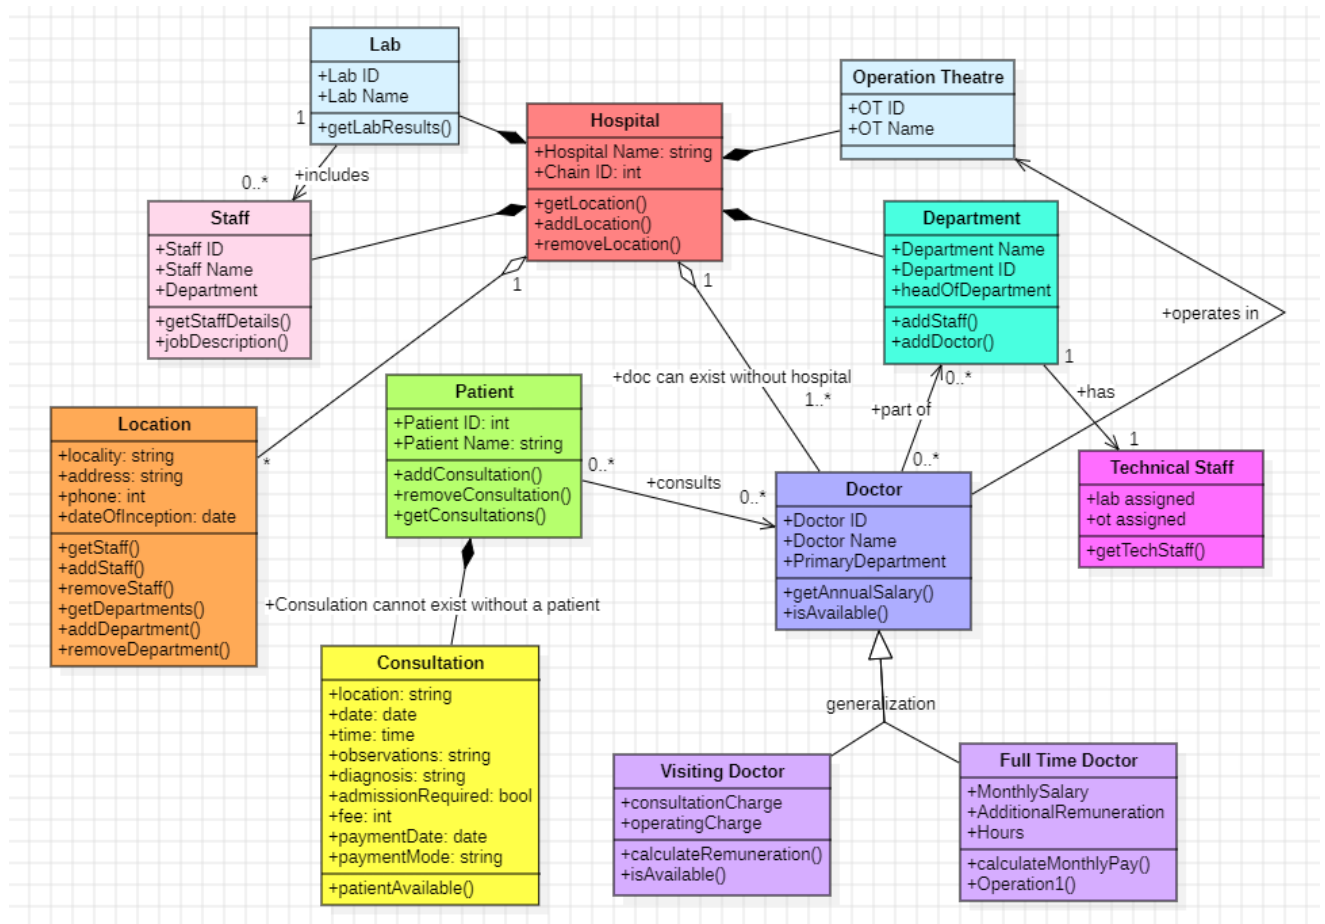 Lab
+Lab ID
+Lab Name
+getLabResults()
1
+includes
0..*
Hospital
+Hospital Name: string
+Chain ID: int
+getLocation()
+addLocation()
+removeLocation()
Operation Theatre
+OT ID
+OT Name
Staff
+Staff ID
+Staff Name
+Department
+getStaffDetails()
+jobDescription()
Department
+Department Name
+Department ID
+headOfDepartment
+addStaff()
+addDoctor()
1
1
+operates in
+doc can exist without hospital
1..*
1
0..*
+has
+part of
0..*
1
Location
+locality: string
+address: string
+phone: int
+dateOfInception: date
+getStaff()
+addStaff()
+removeStaff()
+getDepartments()
+addDepartment()
+removeDepartment()
*
Patient
+Patient ID: int
+Patient Name: string
+addConsultation()
+removeConsultation()
+getConsultations()
0..*
+consults
0..*
Doctor
+Doctor ID
+Doctor Name
+PrimaryDepartment
+getAnnualSalary()
+isAvailable()
Technical Staff
+lab assigned
+ot assigned
+getTechStaff()
+Consulation cannot exist without a patient
Consultation
+location: string
+date: date
+time: time
+observations: string
+diagnosis: string
+admissionRequired: bool
+fee: int
+paymentDate: date
+paymentMode: string
+patientAvailable()
generalization
Visiting Doctor
+consultationCharge
+operatingCharge
+calculateRemuneration()
+isAvailable()
Full Time Doctor
+MonthlySalary
+AdditionalRemuneration
+Hours
+calculateMonthlyPay()
+Operation1()